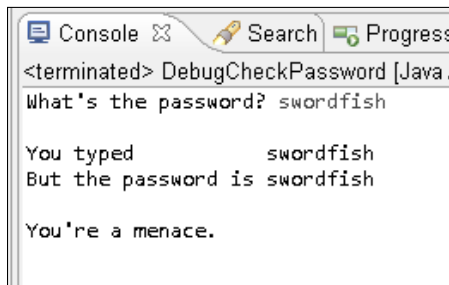 Console Search Progress
<terminated> DebugCheckPassword [Java
What's the password? swordfish
You typed swordfish
But the password is swordfish
You're a menace.